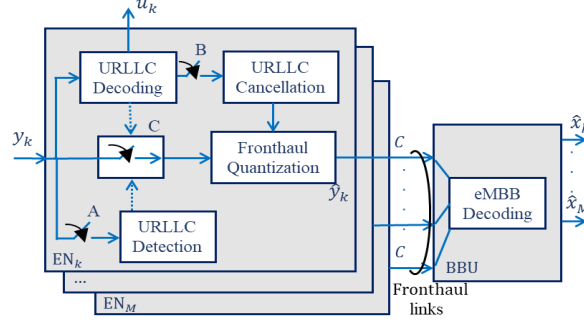 u_k
B
URLLC
Decoding
URLLC
Cancellation
y_k
C
Fronthaul
Quantization
ŷ_k
A
URLLC
Detection
EN_k
...
EN_M
C
C
Fronthaul
links
eMBB
Decoding
BBU
x̂_M